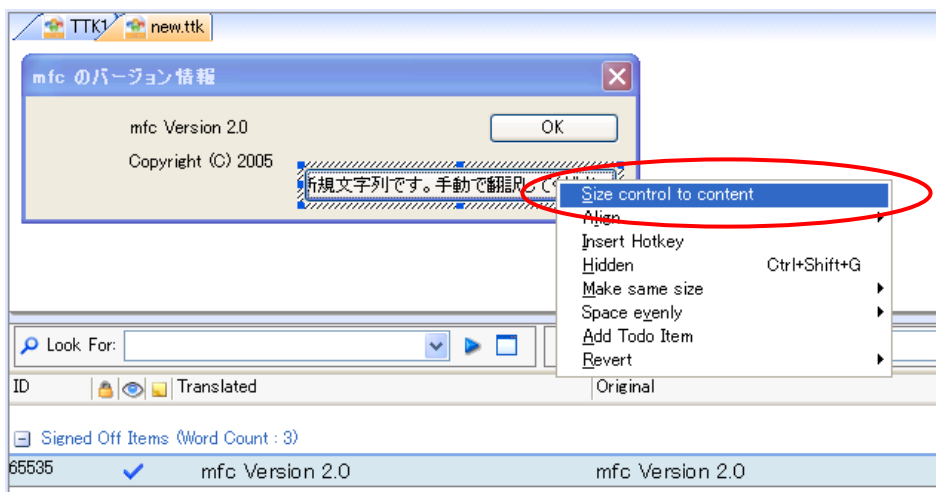 TTK1 new.ttk
mfc のバージョン情報
mfc Version 2.0
OK
Copyright (C) 2005
新規文字列です。手動で翻訳して
Size control to content
Align
Insert Hotkey
Hidden Ctrl+Shift+G
Make same size
Space evenly
Add Todo Item
Revert
Look For:
ID Translated Original
Signed Off Items (Word Count : 3)
65535 mfc Version 2.0 mfc Version 2.0